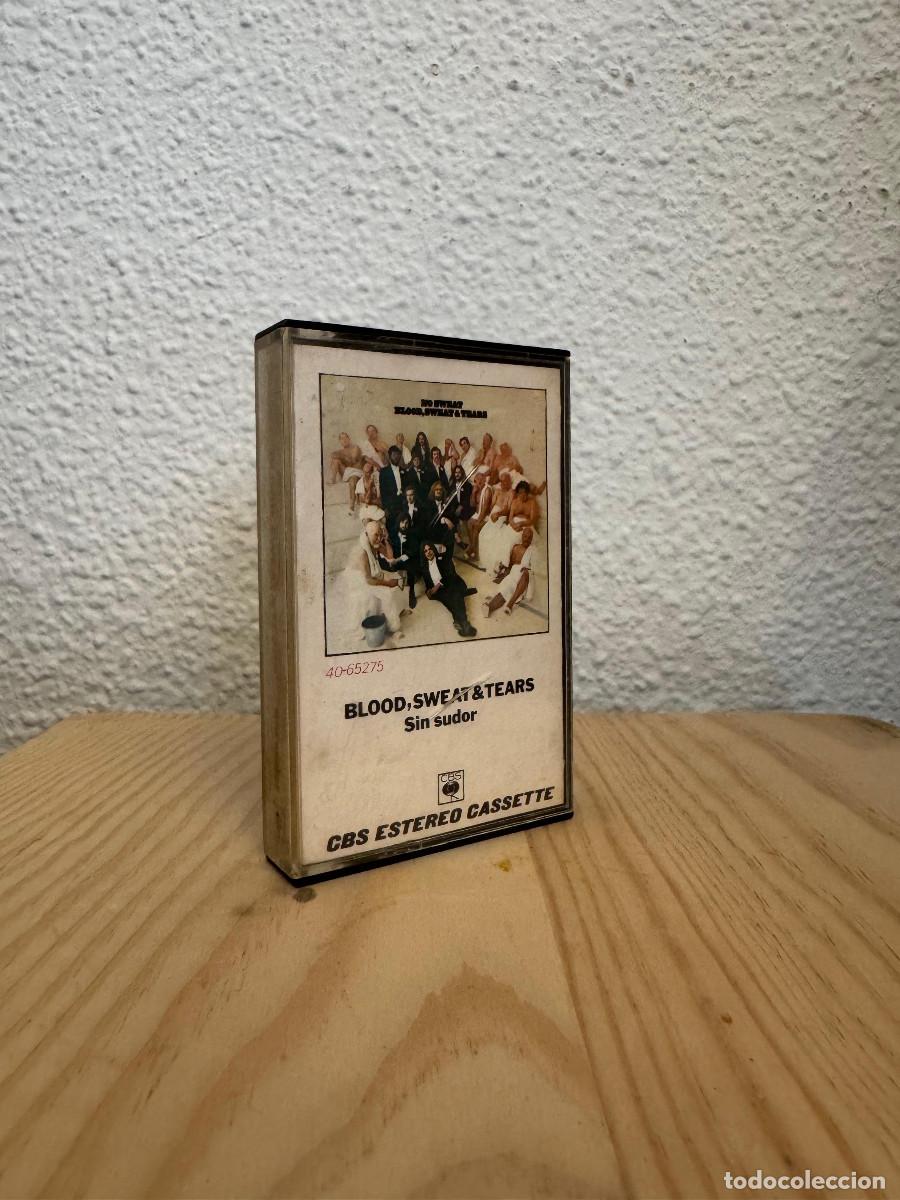 NO SWEAT
BLOOD, SWEAT & TEARS
40-65275
BLOOD,SWEAT&TEARS
Sin sudor
CBS
CBS ESTEREO CASSETTE
todocoleccion